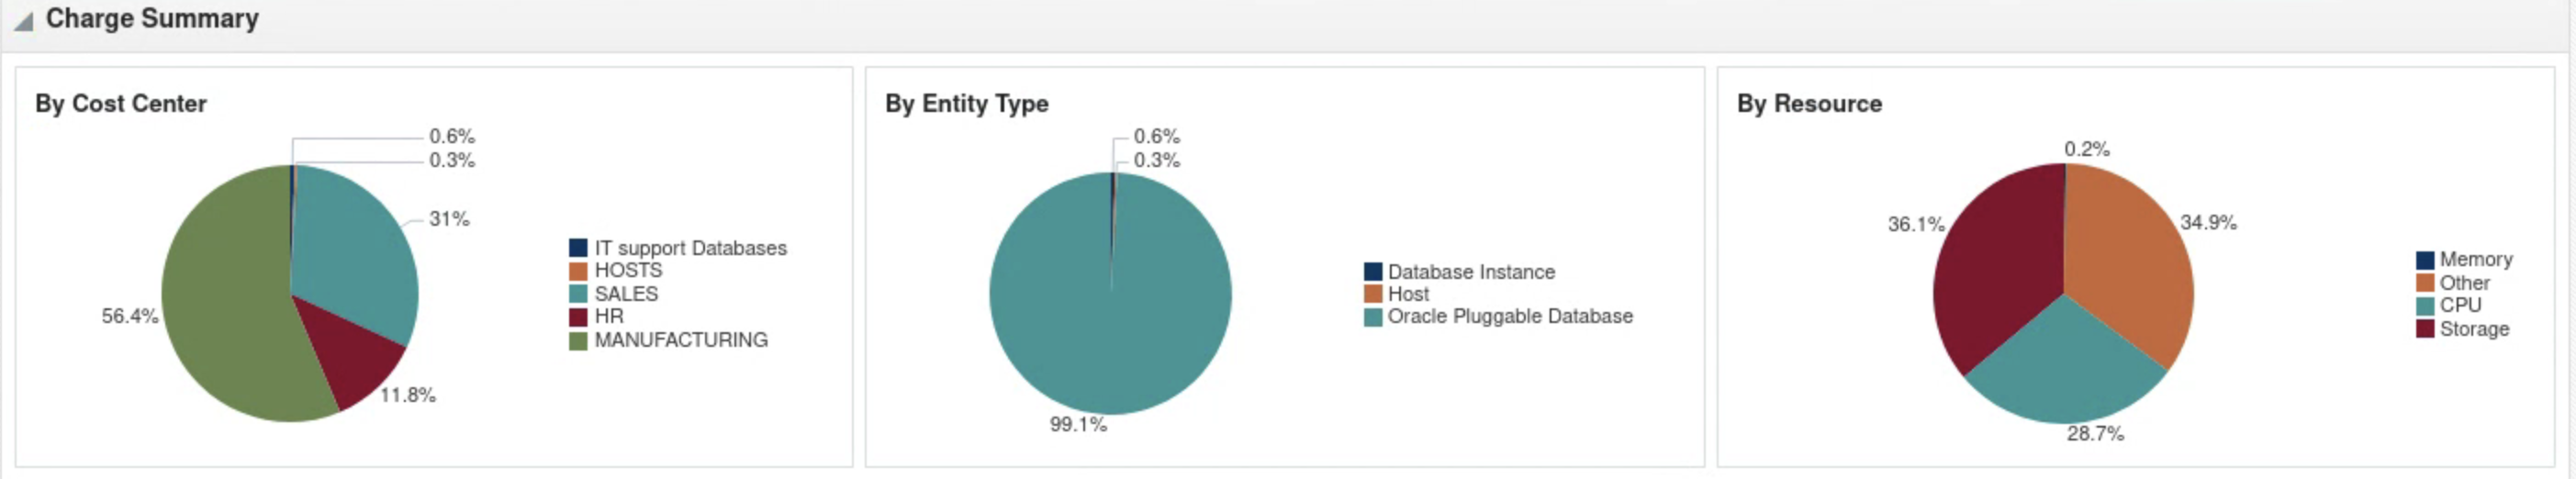 Charge Summary
By Cost Center
0.6%
0.3%
31%
56.4%
11.8%
IT support Databases
HOSTS
SALES
HR
MANUFACTURING
By Entity Type
0.6%
0.3%
99.1%
Database Instance
Host
Oracle Pluggable Database
By Resource
0.2%
36.1%
34.9%
28.7%
Memory
Other
CPU
Storage